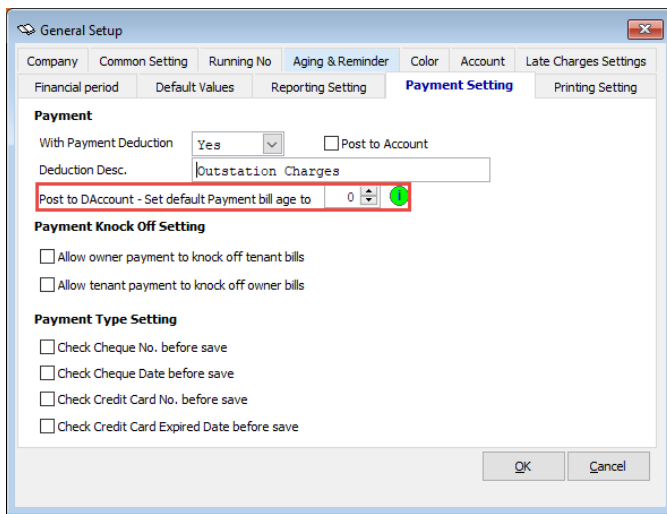 General Setup
Company Common Setting Running No Aging & Reminder Color Account Late Charges Settings
Financial period Default Values Reporting Setting Payment Setting Printing Setting
Payment
With Payment Deduction Yes Post to Account
Deduction Desc. Outstation Charges
Post to DAccount - Set default Payment bill age to 0 i
Payment Knock Off Setting
Allow owner payment to knock off tenant bills
Allow tenant payment to knock off owner bills
Payment Type Setting
Check Cheque No. before save
Check Cheque Date before save
Check Credit Card No. before save
Check Credit Card Expired Date before save
OK Cancel